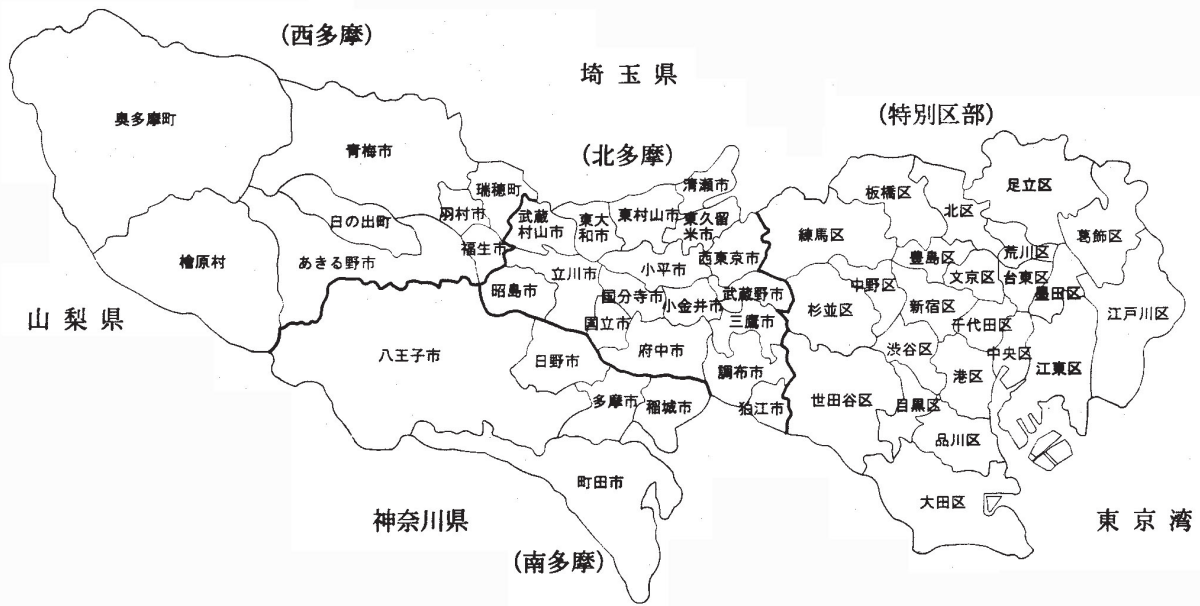 (西多摩)
埼玉県
(特別区部)
(北多摩)
奥多摩町
青梅市
瑞穂町
羽村市
日の出町
福生市
あきる野市
檜原村
山梨県
武蔵
村山市
東大
和市
東村山市
清瀬市
東久留
米市
西東京市
立川市
小平市
昭島市
国分寺市
小金井市
武蔵野市
国立市
三鷹市
府中市
調布市
狛江市
八王子市
日野市
多摩市
稲城市
町田市
神奈川県
(南多摩)
板橋区
北区
足立区
葛飾区
練馬区
豊島区
荒川区
文京区
台東区
墨田区
中野区
杉並区
新宿区
千代田区
江戸川区
渋谷区
中央区
港区
江東区
世田谷区
目黒区
品川区
大田区
東京湾